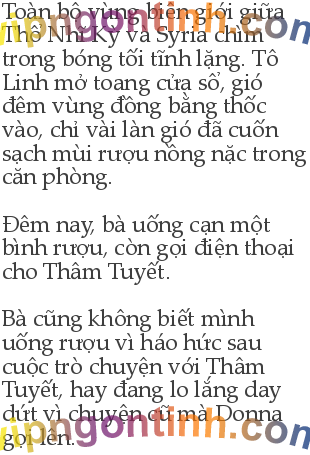 Toàn bộ vùng biên giới giữa
Thổ Nhĩ Kỳ và Syria chìm
trong bóng tối tĩnh lặng. Tô
Linh mở toang cửa sổ, gió
đêm vùng đồng bằng thốc
vào, chỉ vài làn gió đã cuốn
sạch mùi rượu nồng nặc trong
căn phòng.
Đêm nay, bà uống cạn một
bình rượu, còn gọi điện thoại
cho Thâm Tuyết.
Bà cũng không biết mình
uống rượu vì háo hức sau
cuộc trò chuyện với Thâm
Tuyết, hay đang lo lắng day
dứt vì chuyện cũ mà Donna
gọi lên.
vipngontinh.com
vipngontinh.com